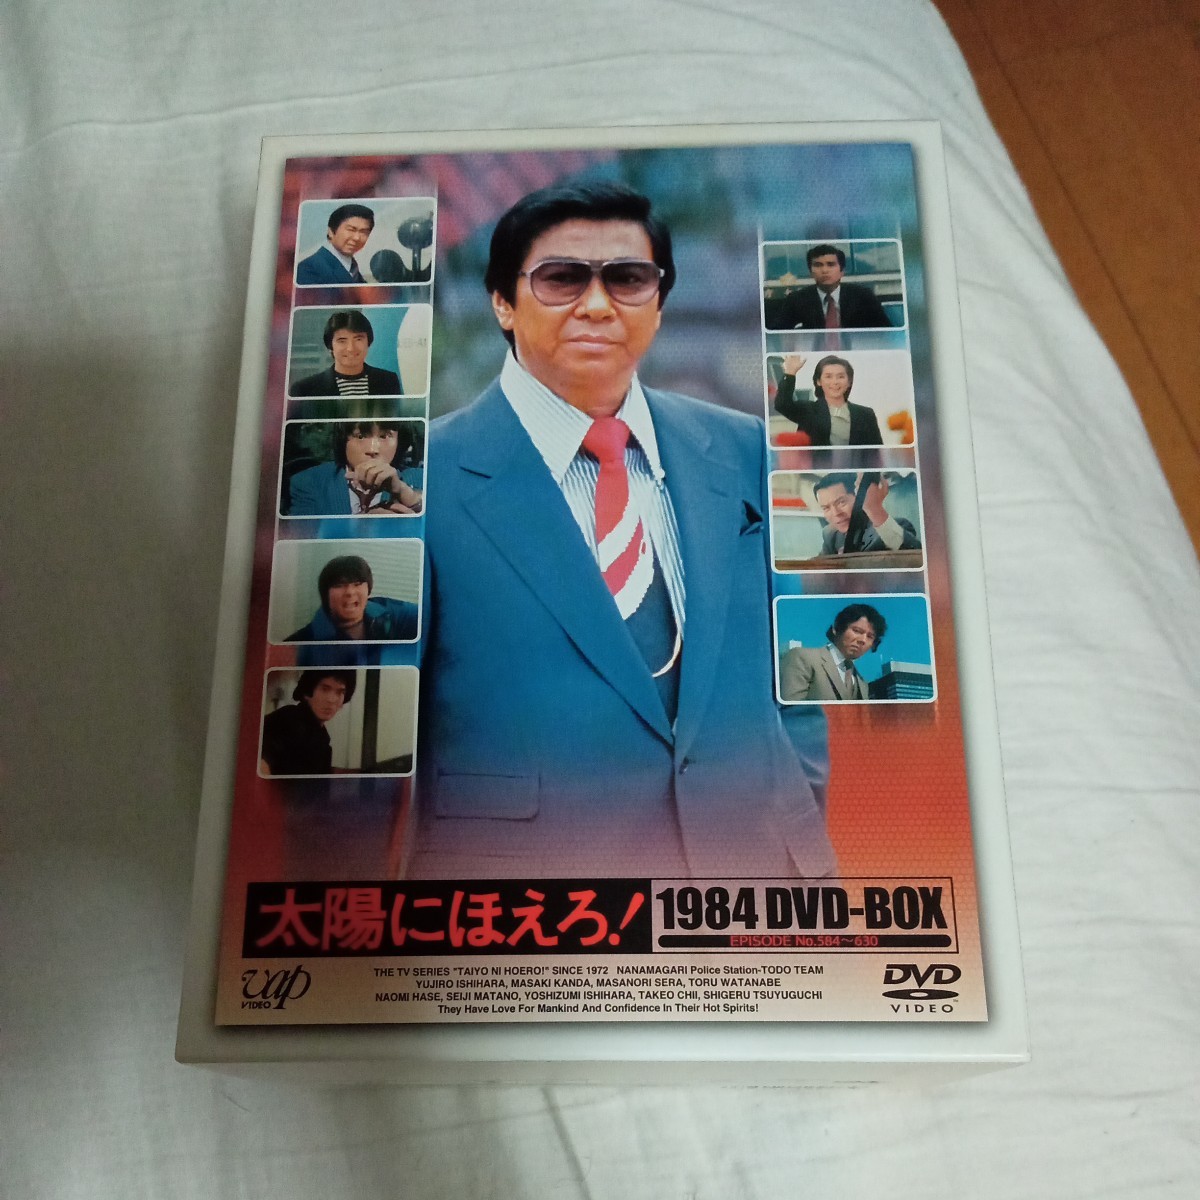 太陽にほえろ!
1984 DVD-BOX
EPISODE No.584〜630
vap
VIDEO
THE TV SERIES "TAIYO NI HOERO!" SINCE 1972 NANAMAGARI Police Station-TODO TEAM
YUJIRO ISHIHARA, MASAKI KANDA, MASANORI SERA, TORU WATANABE
NAOMI HASE, SEIJI MATANO, YOSHIZUMI ISHIHARA, TAKEO CHII, SHIGERU TSUYUGUCHI
They Have Love For Mankind And Confidence In Their Hot Spirits!
DVD
VIDEO